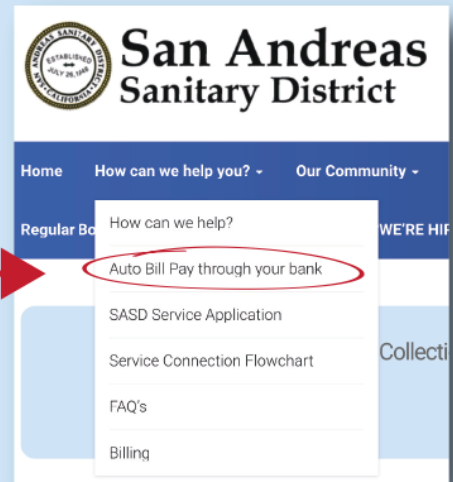 SAN ANDREAS SANITARY DISTRICT
ESTABLISHED
JULY 26, 1946
CALIFORNIA
San Andreas
Sanitary District
Home How can we help you? Our Community
Regular Bo WE'RE HIR
How can we help?
Auto Bill Pay through your bank
SASD Service Application
Service Connection Flowchart
Collecti
FAQ's
Billing